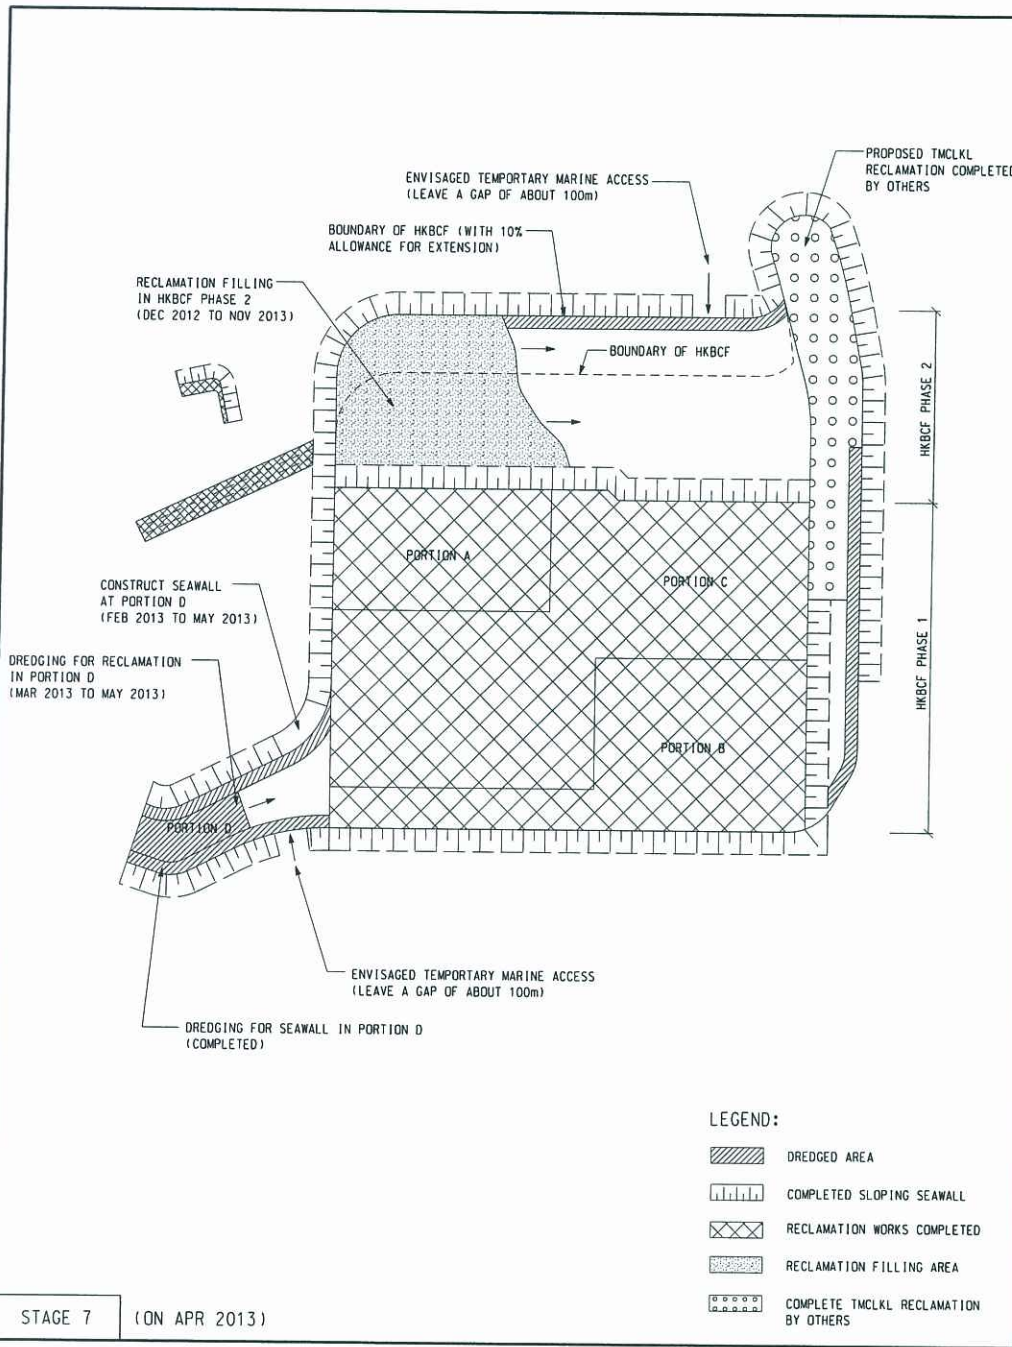 PROPOSED TMCLKL
RECLAMATION COMPLETED
BY OTHERS
ENVISAGED TEMPORTARY MARINE ACCESS
(LEAVE A GAP OF ABOUT 100m)
BOUNDARY OF HKBCF (WITH 10%
ALLOWANCE FOR EXTENSION)
RECLAMATION FILLING
IN HKBCF PHASE 2
(DEC 2012 TO NOV 2013)
BOUNDARY OF HKBCF
HKBCF PHASE 2
PORTION A
PORTION C
CONSTRUCT SEAWALL
AT PORTION D
(FEB 2013 TO MAY 2013)
HKBCF PHASE 1
DREDGING FOR RECLAMATION
IN PORTION D
(MAR 2013 TO MAY 2013)
PORTION B
PORTION D
ENVISAGED TEMPORTARY MARINE ACCESS
(LEAVE A GAP OF ABOUT 100m)
DREDGING FOR SEAWALL IN PORTION D
(COMPLETED)
LEGEND:
DREDGED AREA
COMPLETED SLOPING SEAWALL
RECLAMATION WORKS COMPLETED
RECLAMATION FILLING AREA
COMPLETE TMCLKL RECLAMATION
BY OTHERS
STAGE 7 (ON APR 2013)